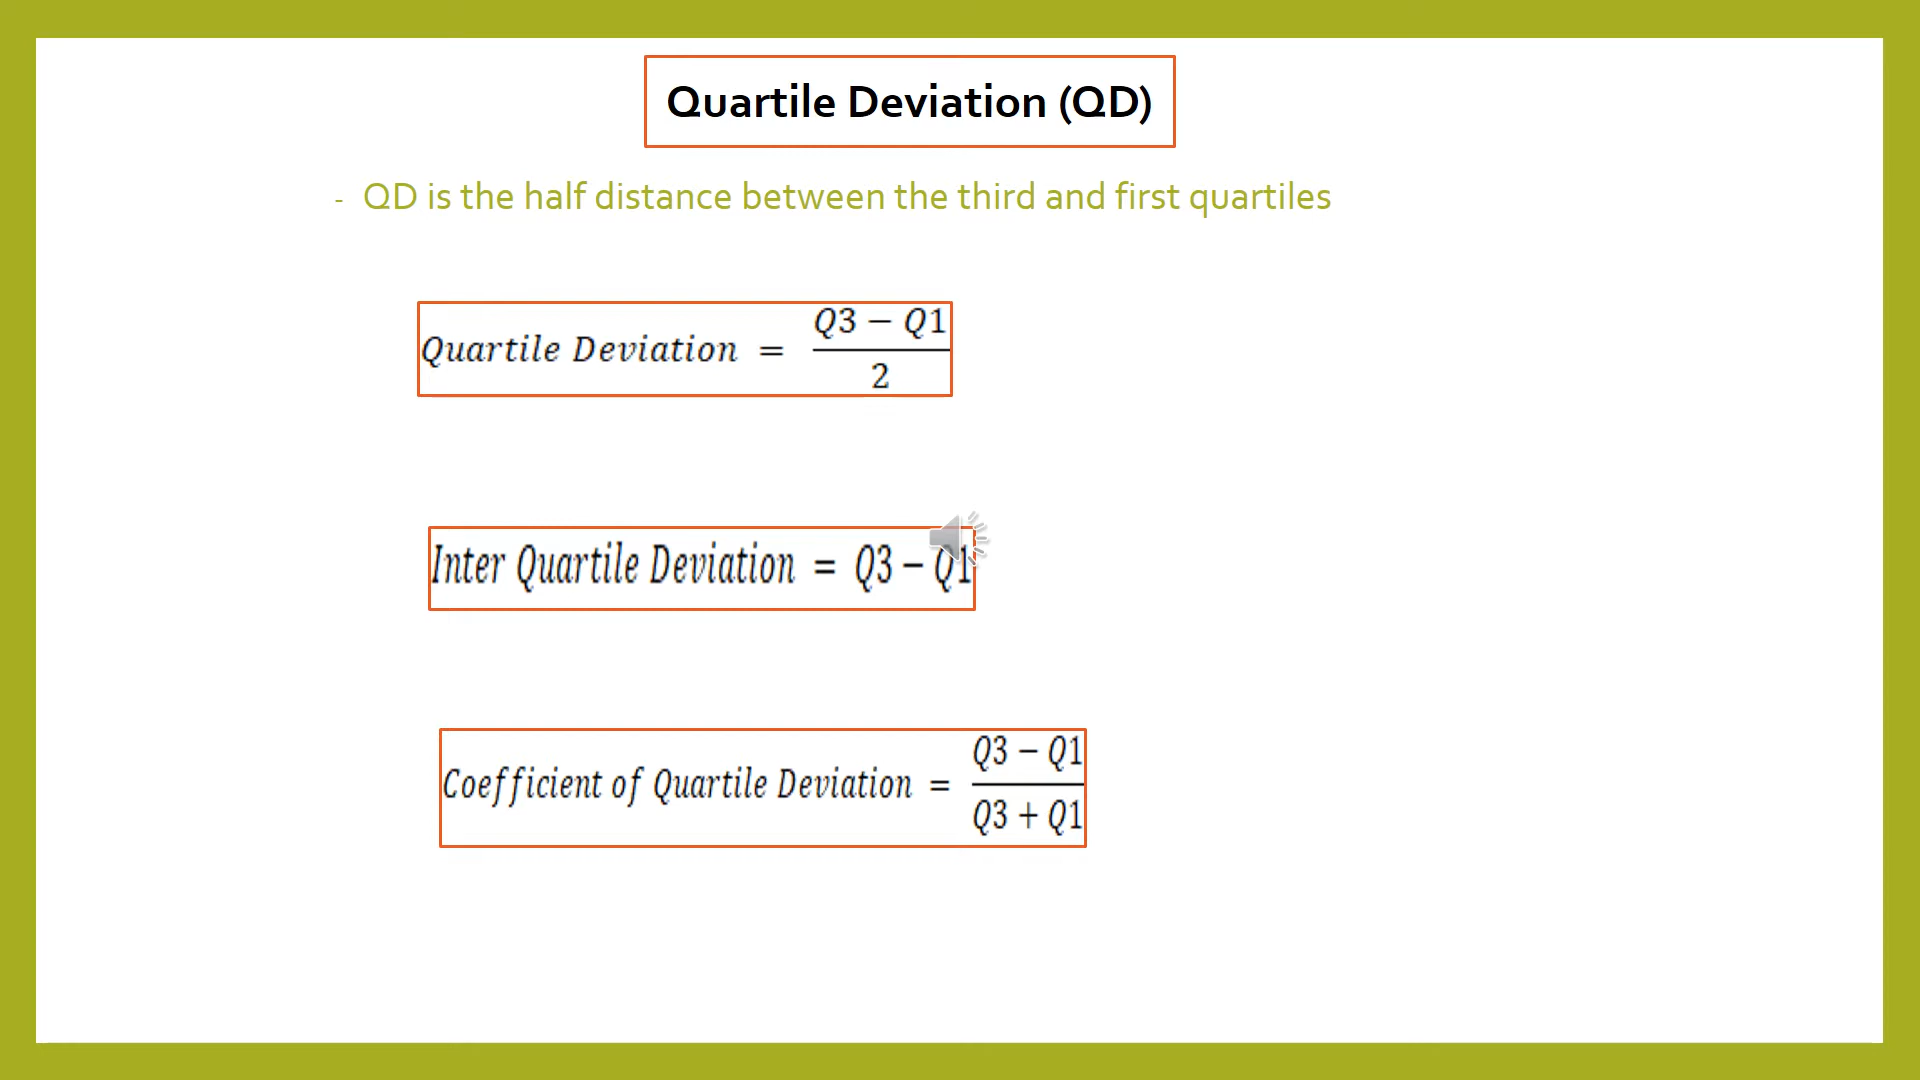 Quartile Deviation (QD)
- QD is the half distance between the third and first quartiles
Quartile Deviation = Q3 − Q1
2
Inter Quartile Deviation = Q3 − Q1
Coefficient of Quartile Deviation = Q3 − Q1
Q3 + Q1